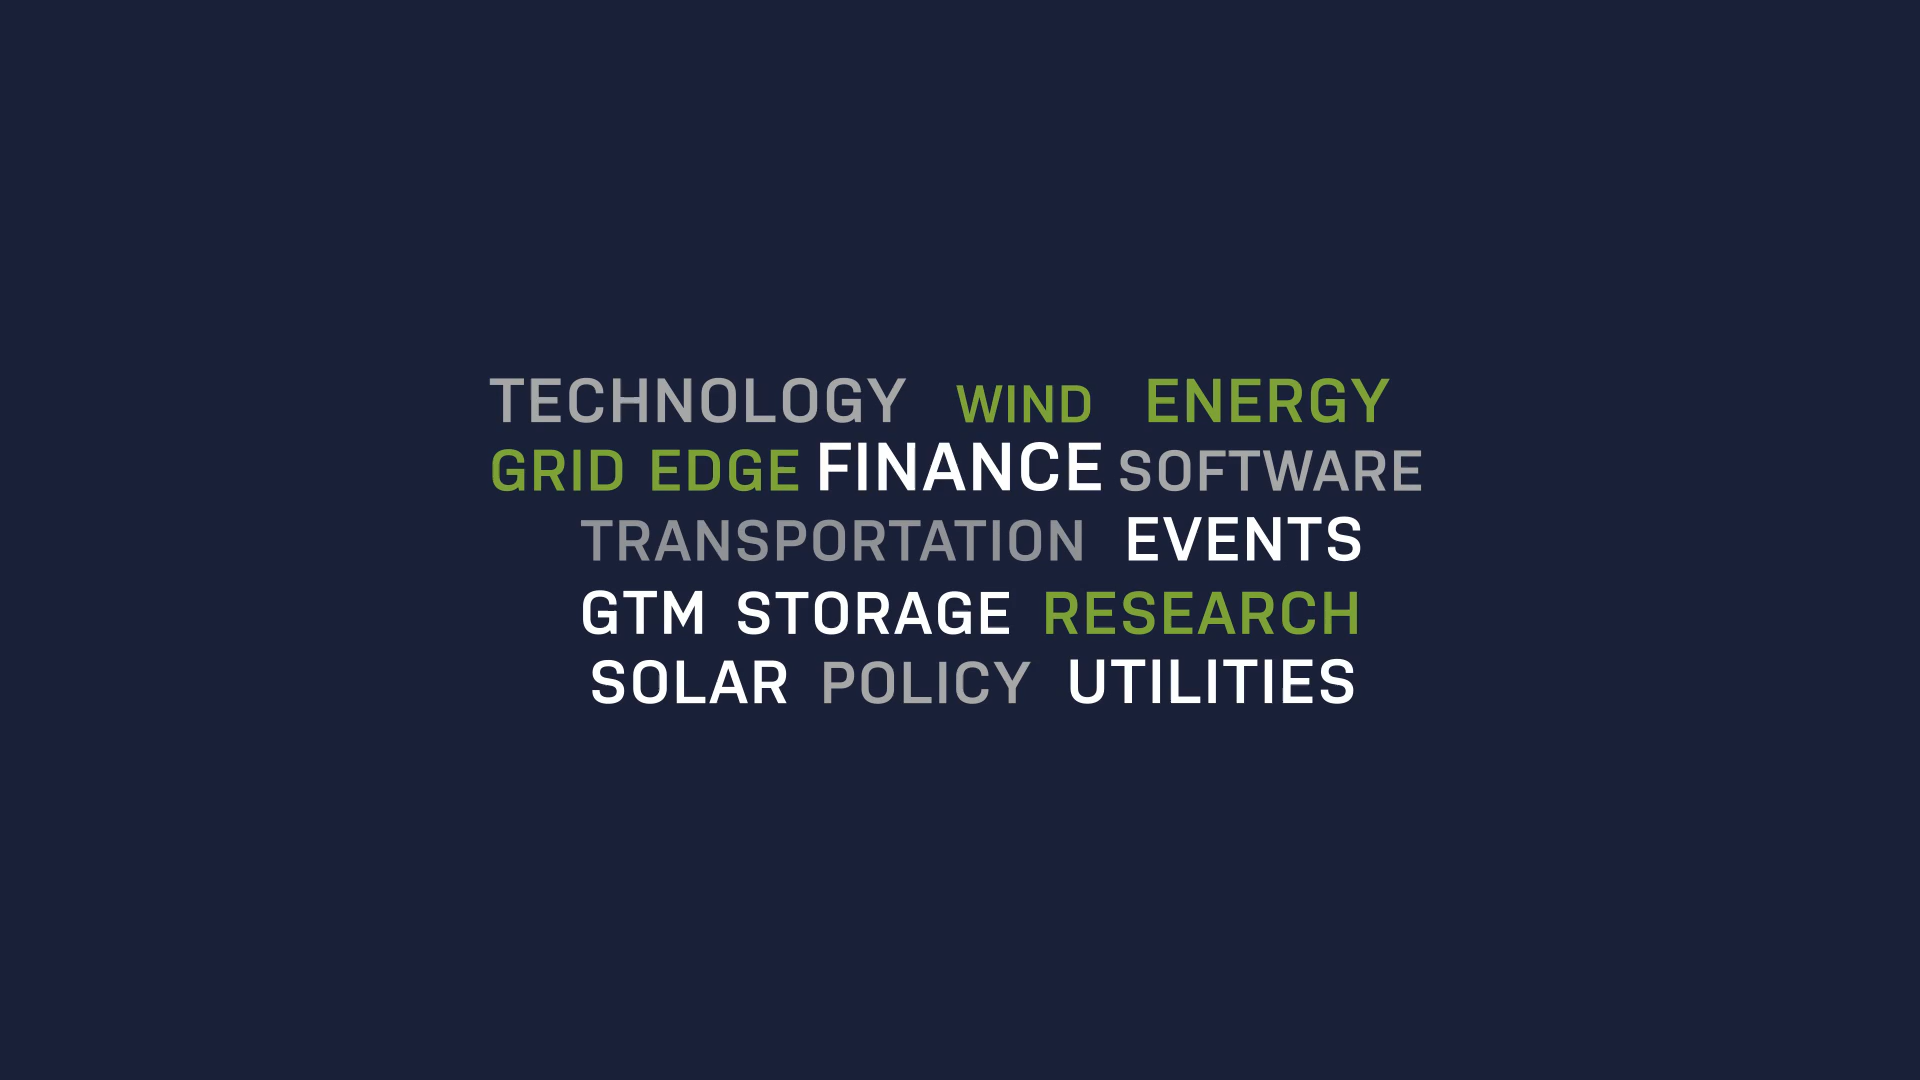 TECHNOLOGY WIND ENERGY
GRID EDGE FINANCE SOFTWARE
TRANSPORTATION EVENTS
GTM STORAGE RESEARCH
SOLAR POLICY UTILITIES